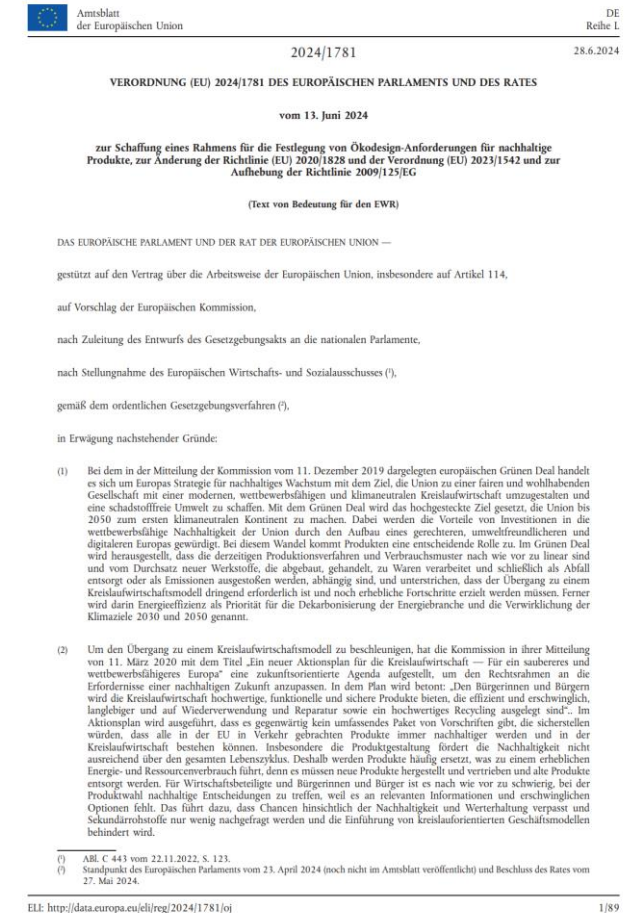 Amtsblatt
der Europäischen Union
DE
Reihe L
2024/1781
28.6.2024
VERORDNUNG (EU) 2024/1781 DES EUROPÄISCHEN PARLAMENTS UND DES RATES
vom 13. Juni 2024
zur Schaffung eines Rahmens für die Festlegung von Ökodesign-Anforderungen für nachhaltige
Produkte, zur Änderung der Richtlinie (EU) 2020/1828 und der Verordnung (EU) 2023/1542 und zur
Aufhebung der Richtlinie 2009/125/EG
(Text von Bedeutung für den EWR)
DAS EUROPÄISCHE PARLAMENT UND DER RAT DER EUROPÄISCHEN UNION —
gestützt auf den Vertrag über die Arbeitsweise der Europäischen Union, insbesondere auf Artikel 114,
auf Vorschlag der Europäischen Kommission,
nach Zuleitung des Entwurfs des Gesetzgebungsakts an die nationalen Parlamente,
nach Stellungnahme des Europäischen Wirtschafts- und Sozialausschusses (¹),
gemäß dem ordentlichen Gesetzgebungsverfahren (²),
in Erwägung nachstehender Gründe:
(1) Bei dem in der Mitteilung der Kommission vom 11. Dezember 2019 dargelegten europäischen Grünen Deal handelt
es sich um Europas Strategie für nachhaltiges Wachstum mit dem Ziel, die Union zu einer fairen und wohlhabenden
Gesellschaft mit einer modernen, wettbewerbsfähigen und klimaneutralen Kreislaufwirtschaft umzugestalten und
eine schadstofffreie Umwelt zu schaffen. Mit dem Grünen Deal wird das hochgesteckte Ziel gesetzt, die Union bis
2050 zum ersten klimaneutralen Kontinent zu machen. Dabei werden die Vorteile von Investitionen in die
wettbewerbsfähige Nachhaltigkeit der Union durch den Aufbau eines gerechteren, umweltfreundlicheren und
digitaleren Europas gewürdigt. Bei diesem Wandel kommt Produkten eine entscheidende Rolle zu. Im Grünen Deal
wird herausgestellt, dass die derzeitigen Produktionsverfahren und Verbrauchsmuster nach wie vor zu linear sind
und vom Durchsatz neuer Werkstoffe, die abgebaut, gehandelt, zu Waren verarbeitet und schließlich als Abfall
entsorgt oder als Emissionen ausgestoßen werden, abhängig sind, und unterstrichen, dass der Übergang zu einem
Kreislaufwirtschaftsmodell dringend erforderlich ist und noch erhebliche Fortschritte erzielt werden müssen. Ferner
wird darin Energieeffizienz als Priorität für die Dekarbonisierung der Energiebranche und die Verwirklichung der
Klimaziele 2030 und 2050 genannt.
(2) Um den Übergang zu einem Kreislaufwirtschaftsmodell zu beschleunigen, hat die Kommission in ihrer Mitteilung
von 11. März 2020 mit dem Titel „Ein neuer Aktionsplan für die Kreislaufwirtschaft — Für ein saubereres und
wettbewerbsfähigeres Europa“ eine zukunftsorientierte Agenda aufgestellt, um den Rechtsrahmen an die
Erfordernisse einer nachhaltigen Zukunft anzupassen. In dem Plan wird betont: „Den Bürgerinnen und Bürgern
wird die Kreislaufwirtschaft hochwertige, funktionelle und sichere Produkte bieten, die effizient und erschwinglich,
langlebiger und auf Wiederverwendung und Reparatur sowie ein hochwertiges Recycling ausgelegt sind“.. Im
Aktionsplan wird ausgeführt, dass es gegenwärtig kein umfassendes Paket von Vorschriften gibt, die sicherstellen
würden, dass alle in der EU in Verkehr gebrachten Produkte immer nachhaltiger werden und in der
Kreislaufwirtschaft bestehen können. Insbesondere die Produktgestaltung fördert die Nachhaltigkeit nicht
ausreichend über den gesamten Lebenszyklus. Deshalb werden Produkte häufig ersetzt, was zu einem erheblichen
Energie- und Ressourcenverbrauch führt, denn es müssen neue Produkte hergestellt und vertrieben und alte Produkte
entsorgt werden. Für Wirtschaftsbeteiligte und Bürgerinnen und Bürger ist es nach wie vor zu schwierig, bei der
Produktwahl nachhaltige Entscheidungen zu treffen, weil es an relevanten Informationen und erschwinglichen
Optionen fehlt. Das führt dazu, dass Chancen hinsichtlich der Nachhaltigkeit und Werterhaltung verpasst und
Sekundärrohstoffe nur wenig nachgefragt werden und die Einführung von kreislauforientierten Geschäftsmodellen
behindert wird.
(¹) ABl. C 443 vom 22.11.2022, S. 123.
(²) Standpunkt des Europäischen Parlaments vom 23. April 2024 (noch nicht im Amtsblatt veröffentlicht) und Beschluss des Rates vom
27. Mai 2024.
ELI: http://data.europa.eu/eli/reg/2024/1781/oj
1/89